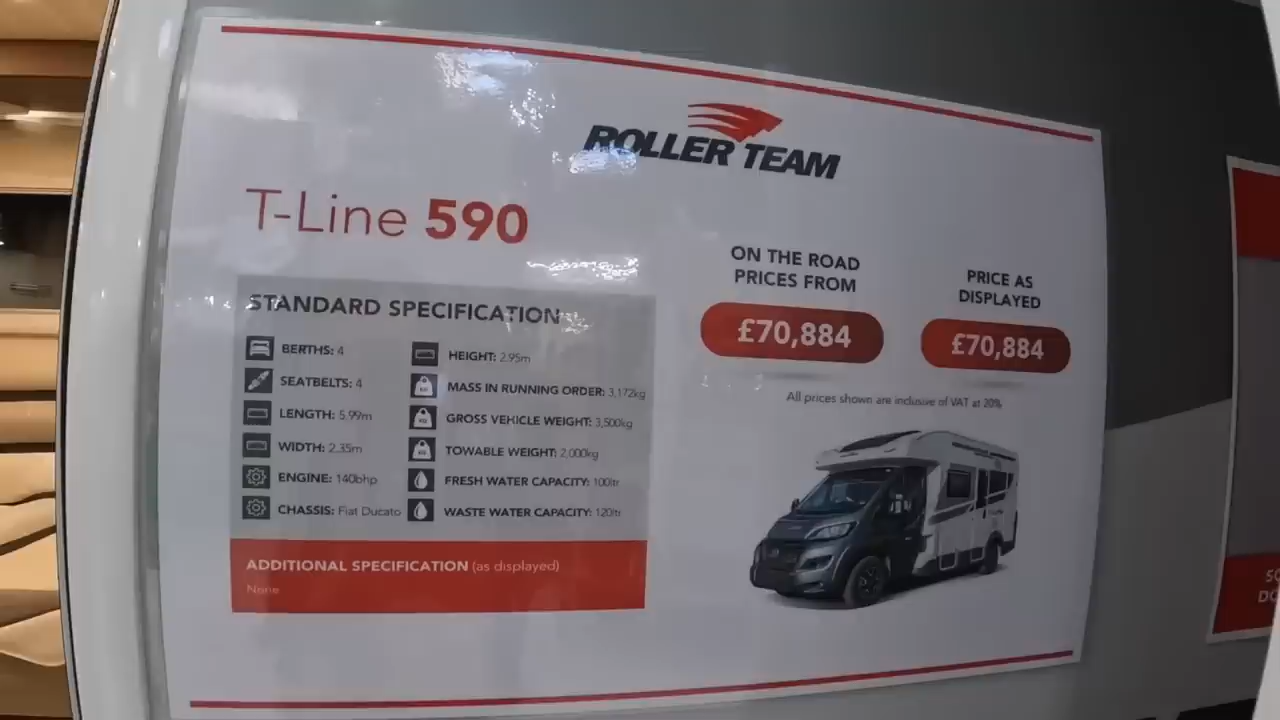 ROLLER TEAM
T-Line 590
STANDARD SPECIFICATION
BERTHS: 4
SEATBELTS: 4
LENGTH: 5.99m
WIDTH: 2.35m
ENGINE: 140bhp
CHASSIS: Fiat Ducato
HEIGHT: 2.95m
MASS IN RUNNING ORDER: 3,172kg
GROSS VEHICLE WEIGHT: 3,500kg
TOWABLE WEIGHT: 2,000kg
FRESH WATER CAPACITY: 100ltr
WASTE WATER CAPACITY: 120ltr
ADDITIONAL SPECIFICATION (as displayed)
None
ON THE ROAD
PRICES FROM
£70,884
PRICE AS
DISPLAYED
£70,884
All prices shown are inclusive of VAT at 20%